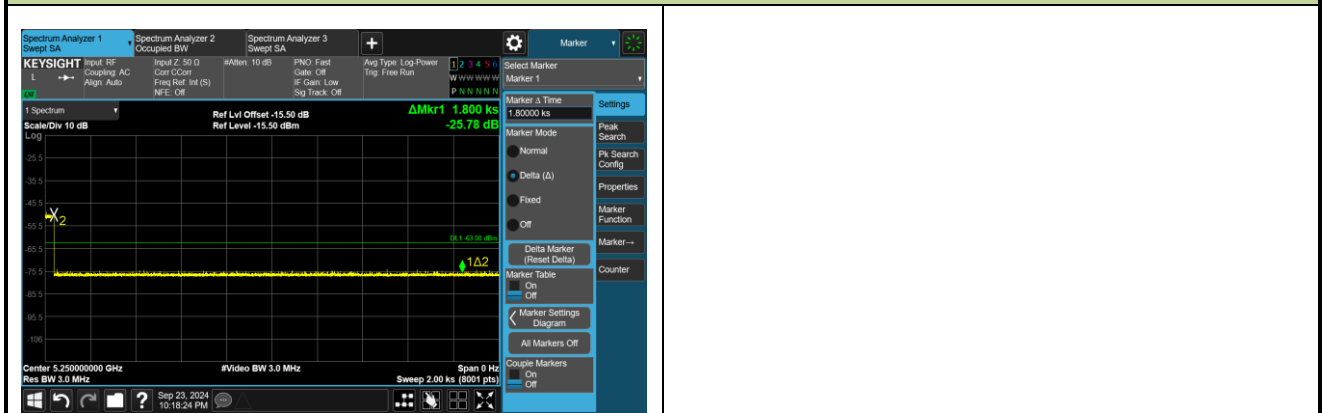 Spectrum Analyzer 1
Swept SA
Spectrum Analyzer 2
Occupied BW
Spectrum Analyzer 3
Swept SA
+
Marker
KEYSIGHT
L
Input: RF
Coupling: AC
Align: Auto
Input Z: 50 Ω
Corr CCorr
Freq Ref: Int (S)
NFE: Off
#Atten: 10 dB
PNO: Fast
Gate: Off
IF Gain: Low
Sig Track: Off
Avg Type: Log-Power
Trig: Free Run
1 2 3 4 5 6
W W W W W W
P N N N N N
Select Marker
Marker 1
1 Spectrum
Scale/Div 10 dB
Log
Ref Lvl Offset -15.50 dB
Ref Level -15.50 dBm
ΔMkr1 1.800 ks
-25.78 dB
-25.5
-35.5
-45.5
-55.5
-65.5
-75.5
-85.5
-95.5
-106
2
DL1 -63.00 dBm
1Δ2
Center 5.250000000 GHz
Res BW 3.0 MHz
#Video BW 3.0 MHz
Span 0 Hz
Sweep 2.00 ks (8001 pts)
Marker Δ Time
1.80000 ks
Marker Mode
Normal
Delta (Δ)
Fixed
Off
Delta Marker
(Reset Delta)
Marker Table
On
Off
Marker Settings
Diagram
All Markers Off
Couple Markers
On
Off
Settings
Peak
Search
Pk Search
Config
Properties
Marker
Function
Marker→
Counter
?
Sep 23, 2024
10:18:24 PM